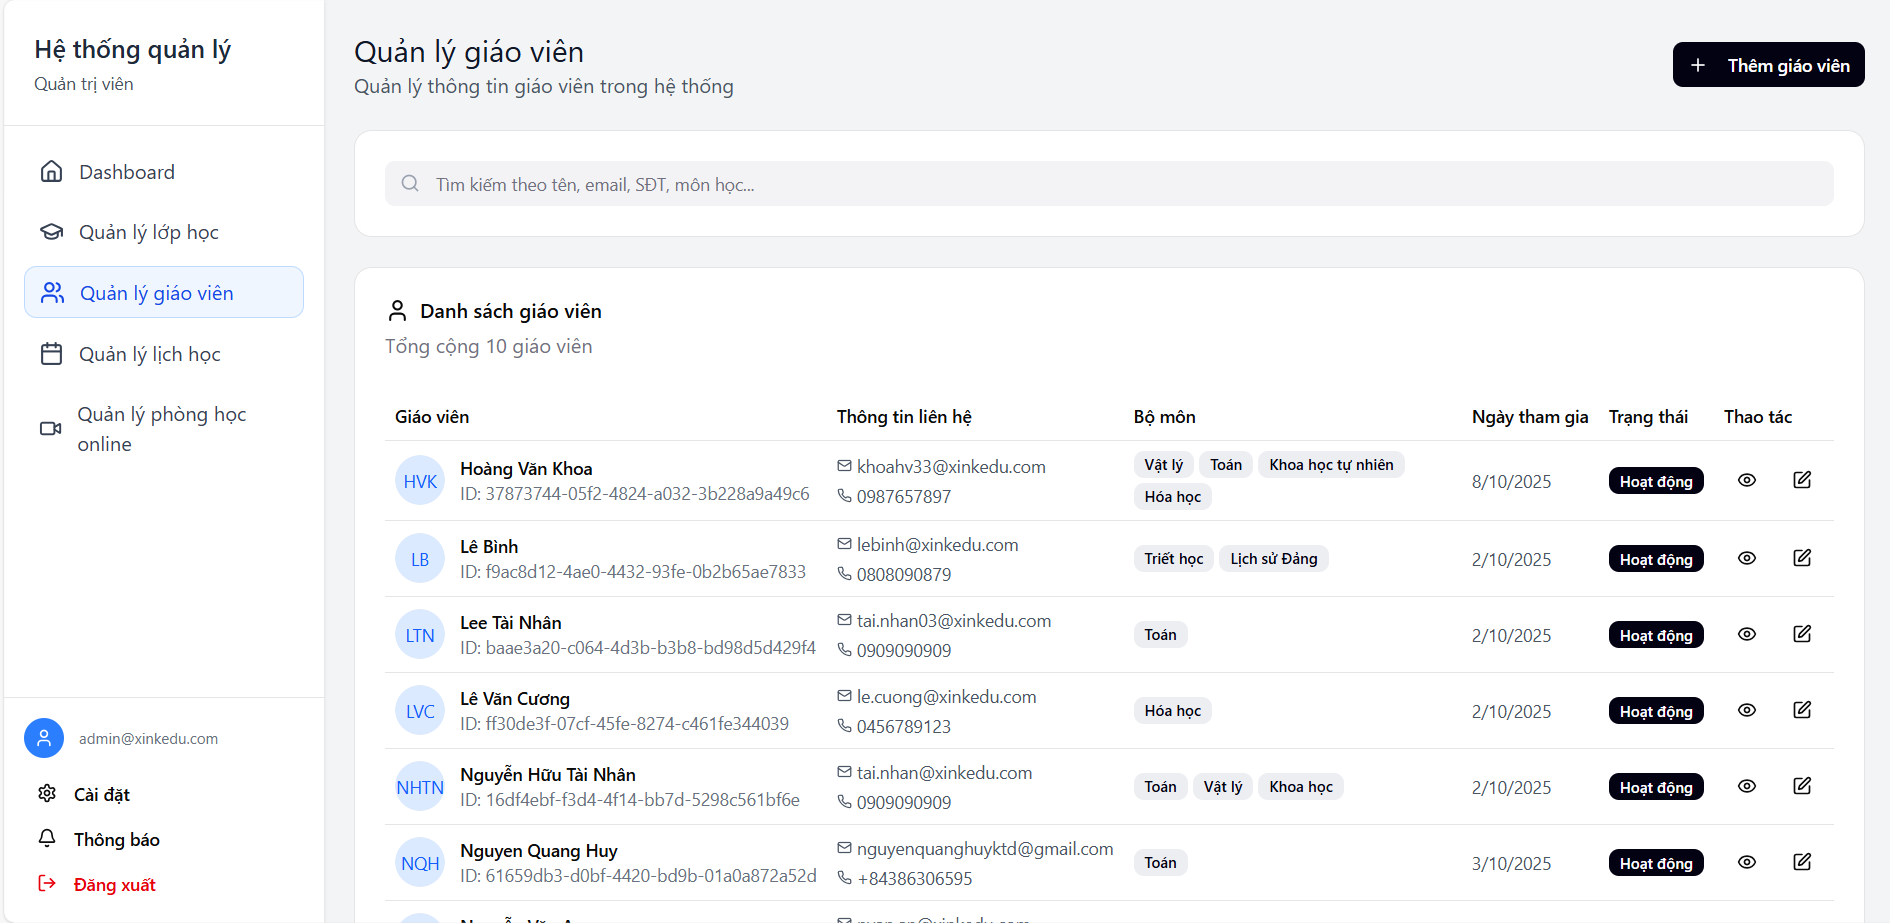 Hệ thống quản lý
Quản trị viên
Dashboard
Quản lý lớp học
Quản lý giáo viên
Quản lý lịch học
Quản lý phòng học
online
admin@xinkedu.com
Cài đặt
Thông báo
Đăng xuất
Quản lý giáo viên
Quản lý thông tin giáo viên trong hệ thống
+ Thêm giáo viên
Tìm kiếm theo tên, email, SĐT, môn học...
Danh sách giáo viên
Tổng cộng 10 giáo viên
Giáo viên Thông tin liên hệ Bộ môn Ngày tham gia Trạng thái Thao tác
HVK Hoàng Văn Khoa khoahv33@xinkedu.com Vật lý Toán Khoa học tự nhiên 8/10/2025 Hoạt động
ID: 37873744-05f2-4824-a032-3b228a9a49c6 0987657897 Hóa học
LB Lê Bình lebinh@xinkedu.com Triết học Lịch sử Đảng 2/10/2025 Hoạt động
ID: f9ac8d12-4ae0-4432-93fe-0b2b65ae7833 0808090879
LTN Lee Tài Nhân tai.nhan03@xinkedu.com Toán 2/10/2025 Hoạt động
ID: baae3a20-c064-4d3b-b3b8-bd98d5d429f4 0909090909
LVC Lê Văn Cương le.cuong@xinkedu.com Hóa học 2/10/2025 Hoạt động
ID: ff30de3f-07cf-45fe-8274-c461fe344039 0456789123
NHTN Nguyễn Hữu Tài Nhân tai.nhan@xinkedu.com Toán Vật lý Khoa học 2/10/2025 Hoạt động
ID: 16df4ebf-f3d4-4f14-bb7d-5298c561bf6e 0909090909
NQH Nguyen Quang Huy nguyenquanghuyktd@gmail.com Toán 3/10/2025 Hoạt động
ID: 61659db3-d0bf-4420-bd9b-01a0a872a52d +84386306595